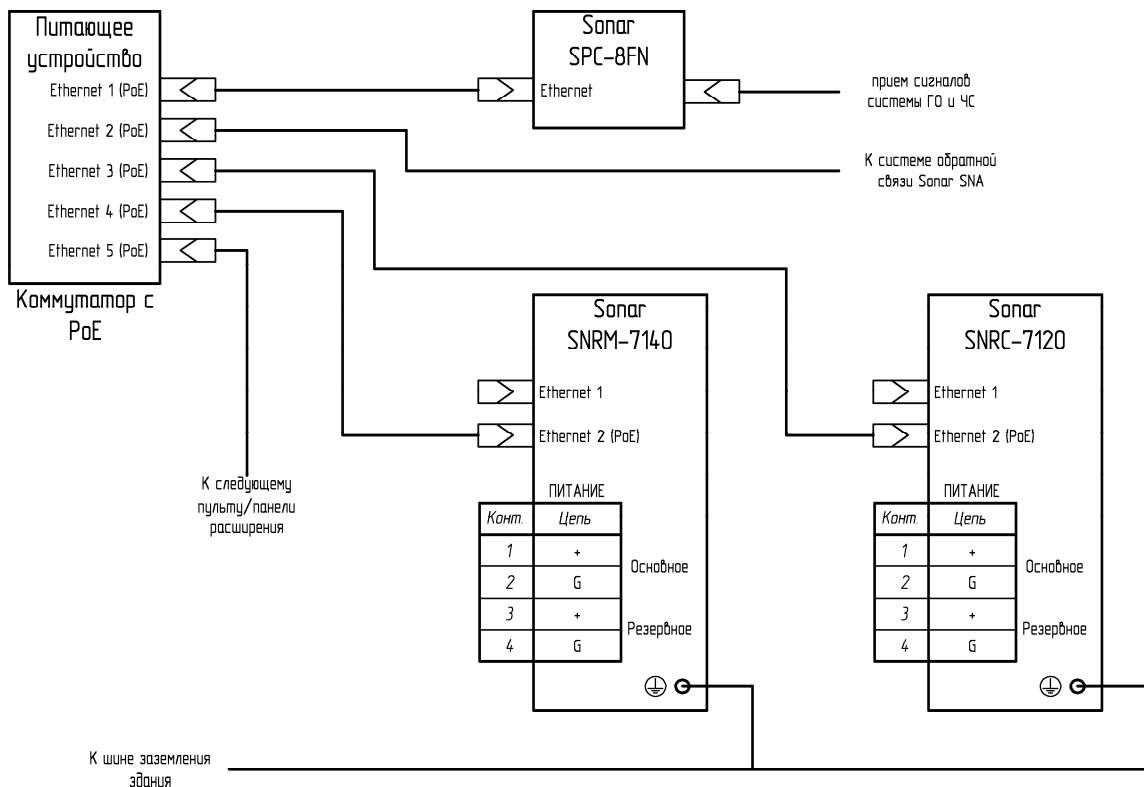 Питающее
устройство
Ethernet 1 (PoE)
Ethernet 2 (PoE)
Ethernet 3 (PoE)
Ethernet 4 (PoE)
Ethernet 5 (PoE)
Коммутатор с
PoE
Sonar
SPC-8FN
Ethernet
прием сигналов
системы ГО и ЧС
К системе обратной
связи Sonar SNA
К следующему
пульту/панели
расширения
Sonar
SNRM-7140
Ethernet 1
Ethernet 2 (PoE)
ПИТАНИЕ
Конт. Цепь
1 +
2 G
3 +
4 G
Основное
Резервное
Sonar
SNRC-7120
Ethernet 1
Ethernet 2 (PoE)
ПИТАНИЕ
Конт. Цепь
1 +
2 G
3 +
4 G
Основное
Резервное
К шине заземления
здания